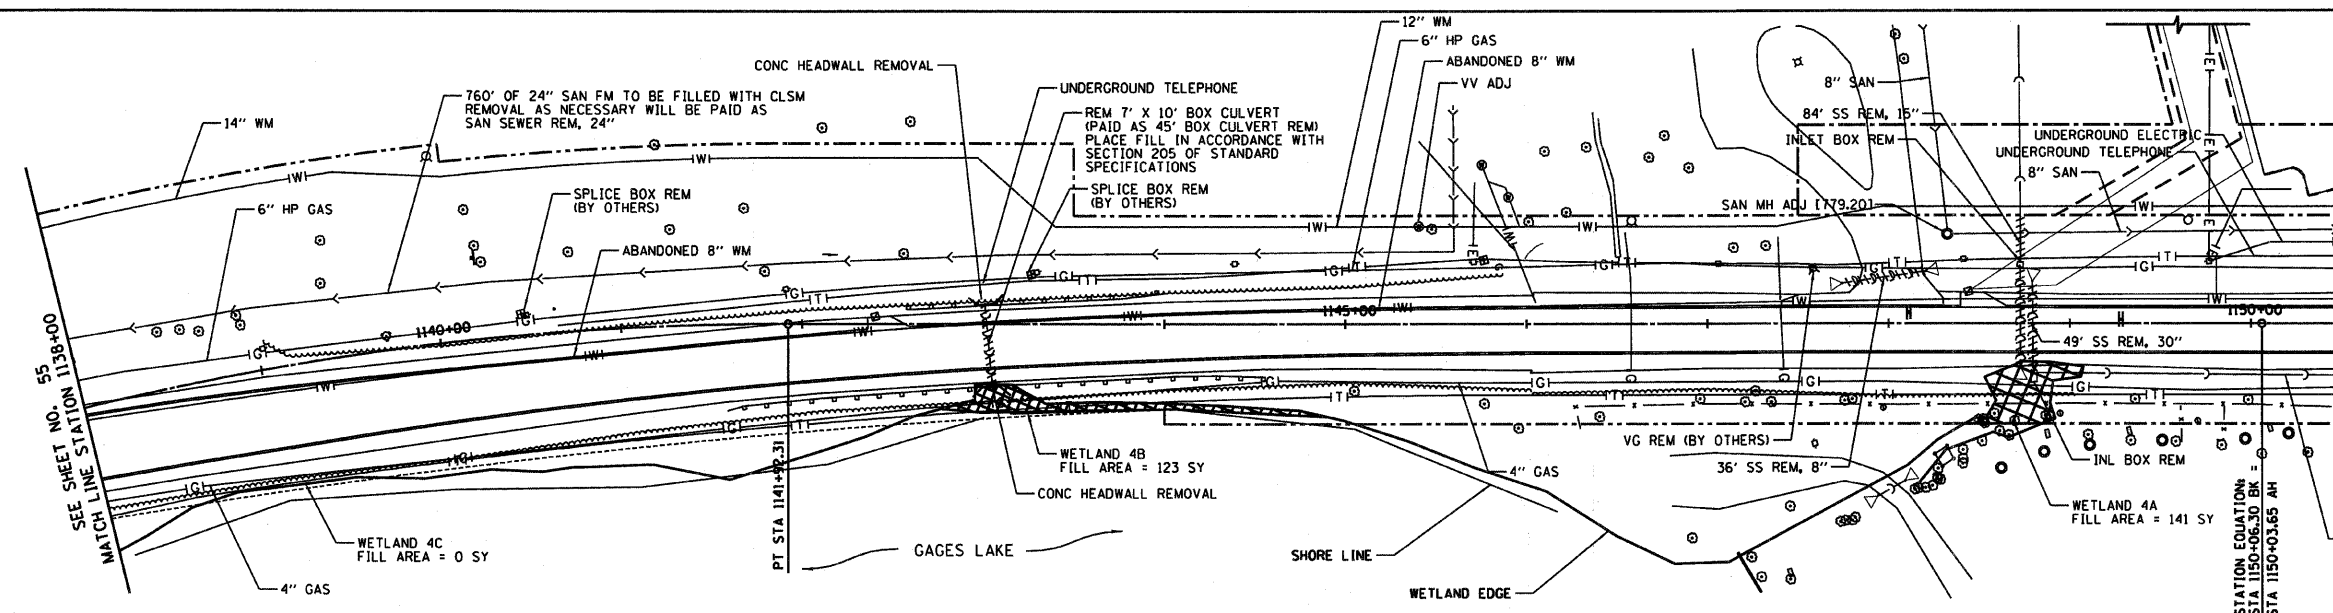 12" WM
6" HP GAS
ABANDONED 8" WM
VV ADJ
CONC HEADWALL REMOVAL
UNDERGROUND TELEPHONE
760' OF 24" SAN FM TO BE FILLED WITH CLSM
REMOVAL AS NECESSARY WILL BE PAID AS
SAN SEWER REM, 24"
REM 7' X 10' BOX CULVERT
(PAID AS 45' BOX CULVERT REM)
PLACE FILL IN ACCORDANCE WITH
SECTION 205 OF STANDARD
SPECIFICATIONS
14" WM
8" SAN
84' SS REM, 15"
INLET BOX REM
UNDERGROUND ELECTRIC
UNDERGROUND TELEPHONE
8" SAN
SPLICE BOX REM
(BY OTHERS)
SPLICE BOX REM
(BY OTHERS)
6" HP GAS
SAN MH ADJ [779.20]
ABANDONED 8" WM
1140+00
1145+00
1150+00
49' SS REM, 30"
SEE SHEET NO. 55
MATCH LINE STATION 1138+00
PT STA 1141+92.31
WETLAND 4B
FILL AREA = 123 SY
CONC HEADWALL REMOVAL
4" GAS
VG REM (BY OTHERS)
36' SS REM, 8"
INL BOX REM
WETLAND 4A
FILL AREA = 141 SY
WETLAND 4C
FILL AREA = 0 SY
GAGES LAKE
SHORE LINE
4" GAS
WETLAND EDGE
STATION EQUATION:
STA 1150+06.30 BK =
STA 1150+03.65 AH